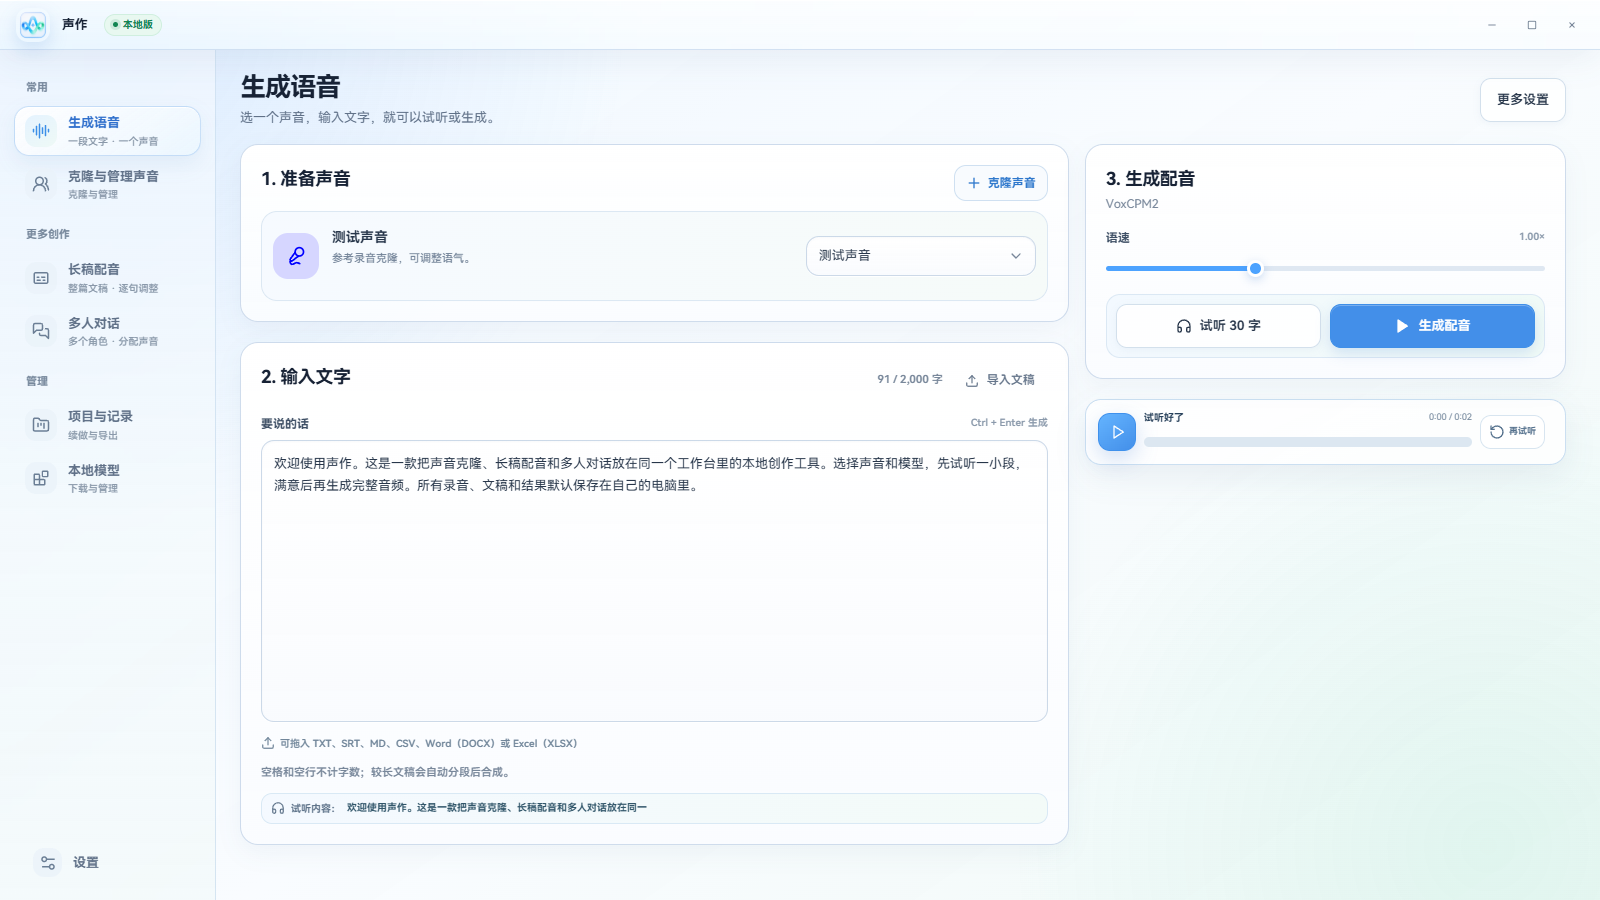 声作
本地版
常用
生成语音
一段文字 · 一个声音
克隆与管理声音
克隆与管理
更多创作
长稿配音
整篇文稿 · 逐句调整
多人对话
多个角色 · 分配声音
管理
项目与记录
续做与导出
本地模型
下载与管理
设置
生成语音
选一个声音，输入文字，就可以试听或生成。
更多设置
1. 准备声音
克隆声音
测试声音
参考录音克隆，可调整语气。
测试声音
2. 输入文字
91 / 2,000 字
导入文稿
要说的话
Ctrl + Enter 生成
欢迎使用声作。这是一款把声音克隆、长稿配音和多人对话放在同一个工作台里的本地创作工具。选择声音和模型，先试听一小段，
满意后再生成完整音频。所有录音、文稿和结果默认保存在自己的电脑里。
可拖入 TXT、SRT、MD、CSV、Word（DOCX）或 Excel（XLSX）
空格和空行不计字数；较长文稿会自动分段后合成。
试听内容： 欢迎使用声作。这是一款把声音克隆、长稿配音和多人对话放在同一
3. 生成配音
VoxCPM2
语速
1.00×
试听 30 字
生成配音
试听好了
0:00 / 0:02
再试听